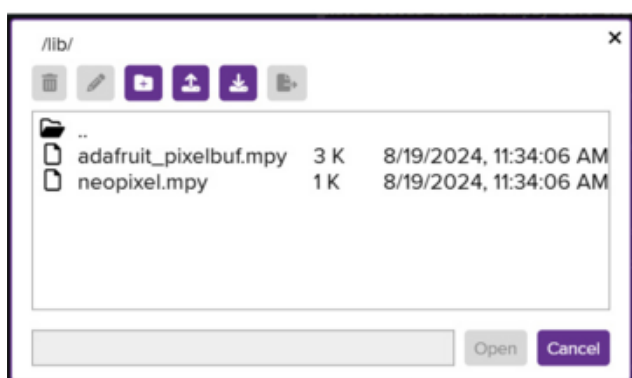 /lib/
..
adafruit_pixelbuf.mpy 3 K 8/19/2024, 11:34:06 AM
neopixel.mpy 1 K 8/19/2024, 11:34:06 AM
Open Cancel